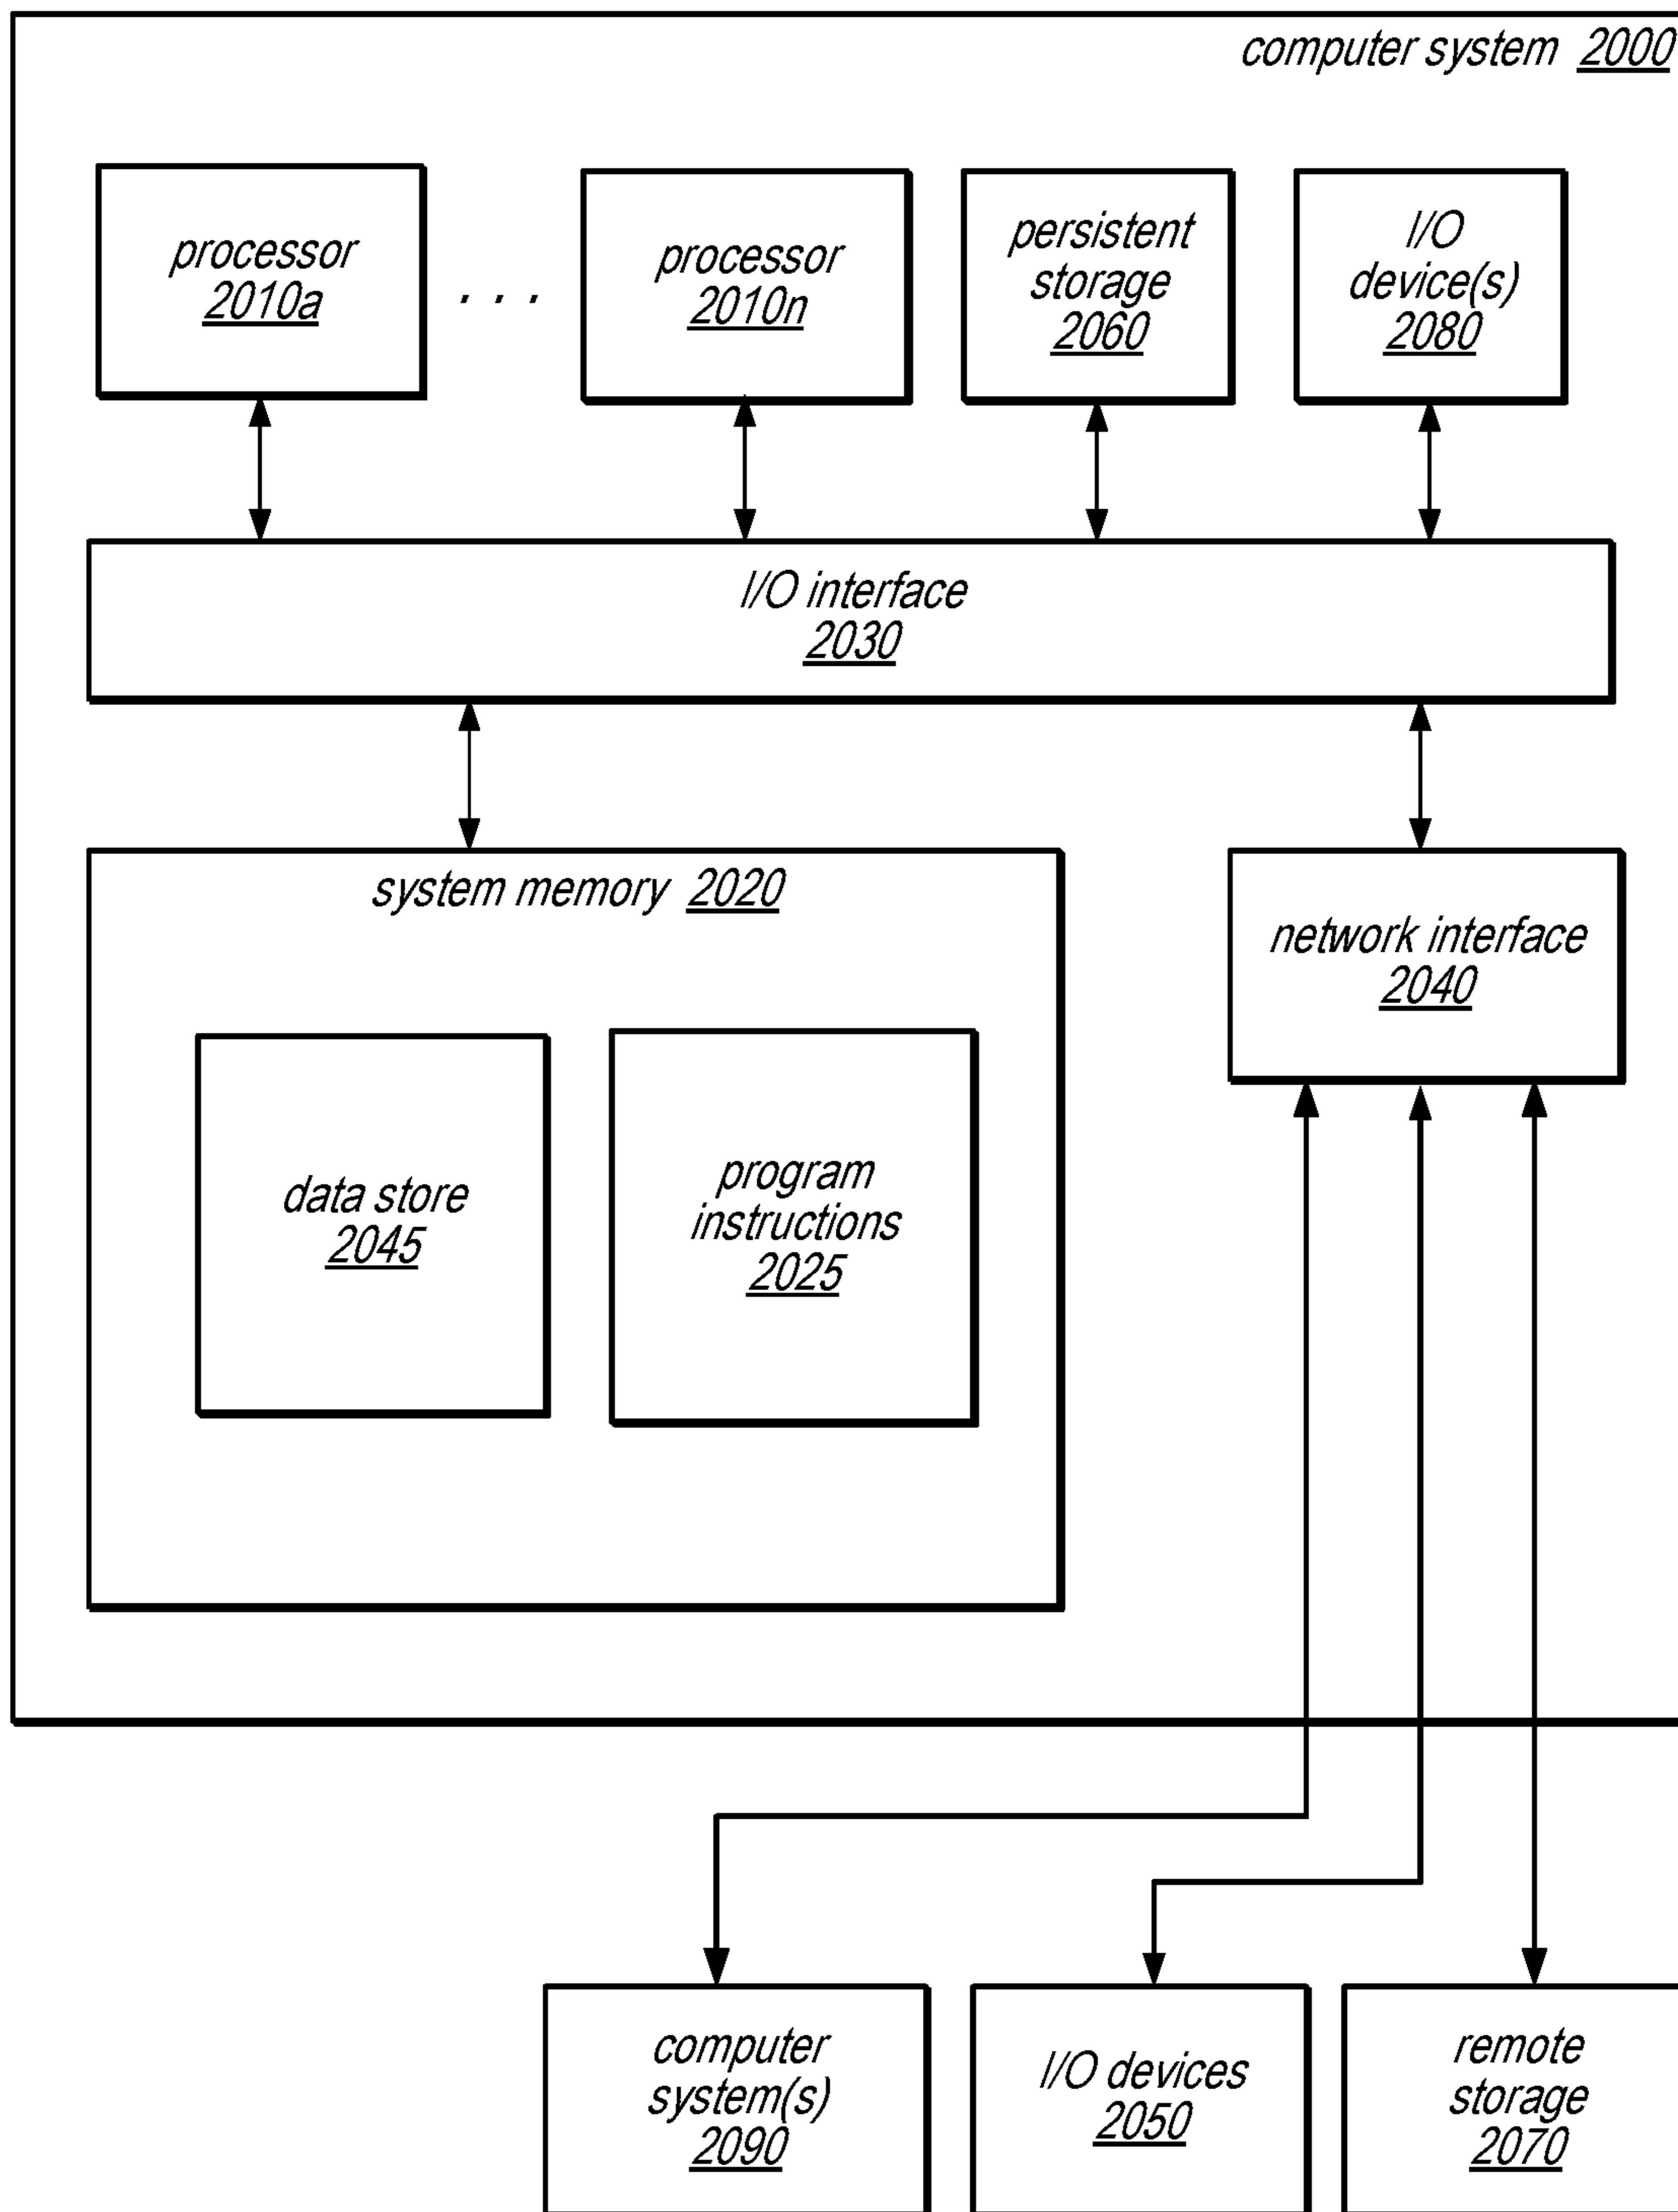 computer system 2000
processor
2010a
. . .
processor
2010n
persistent
storage
2060
I/O
device(s)
2080
I/O interface
2030
system memory 2020
network interface
2040
data store
2045
program
instructions
2025
computer
system(s)
2090
I/O devices
2050
remote
storage
2070